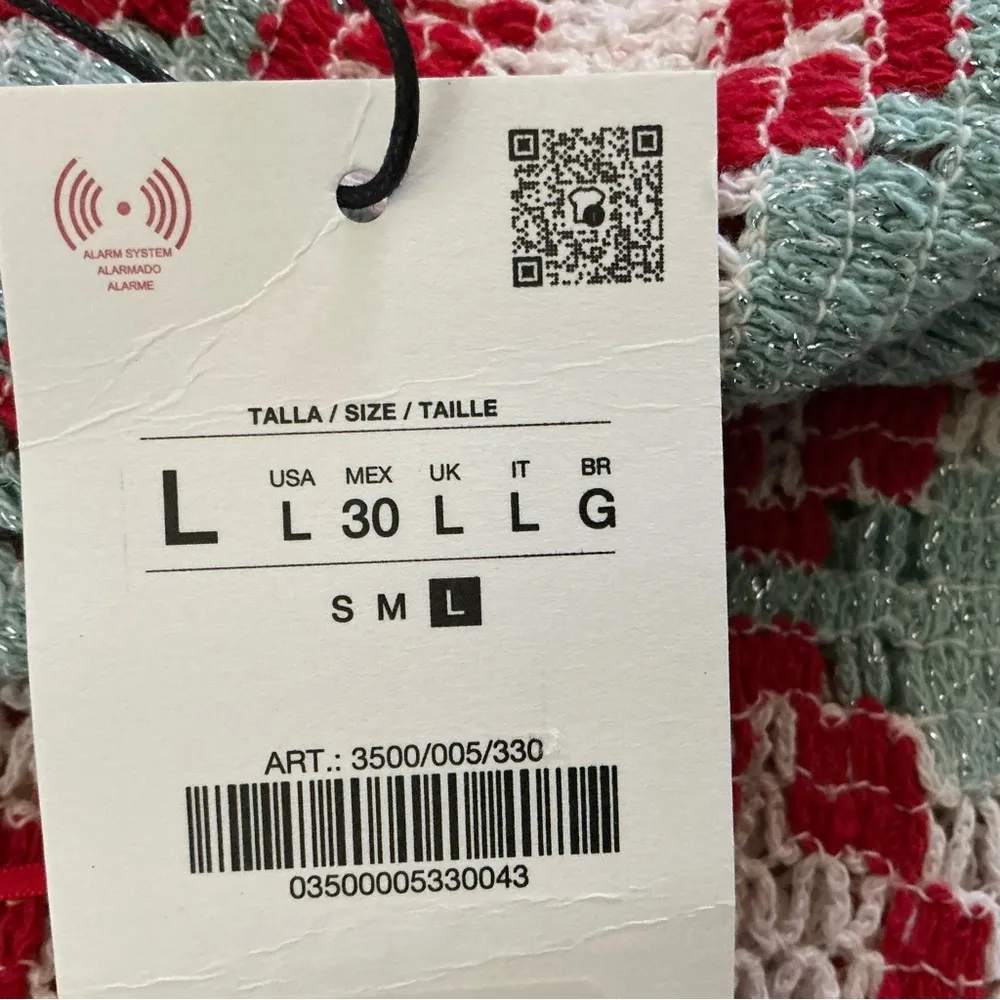 ALARM SYSTEM
ALARMADO
ALARME
TALLA / SIZE / TAILLE
L
USA MEX UK IT BR
L 30 L L G
S M L
ART.: 3500/005/330
03500005330043